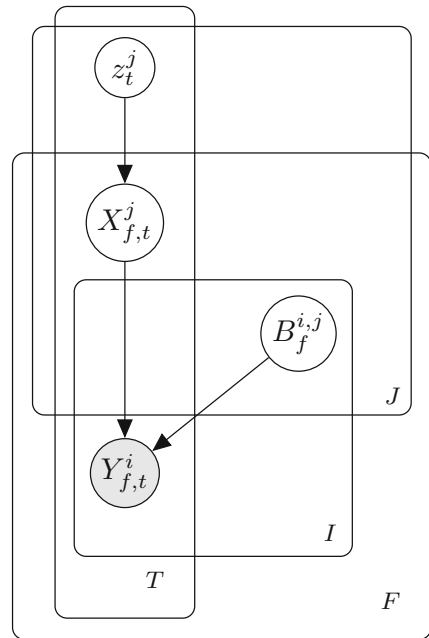 z_t^j
X_{f,t}^j
B_f^{i,j}
J
Y_{f,t}^i
I
T
F